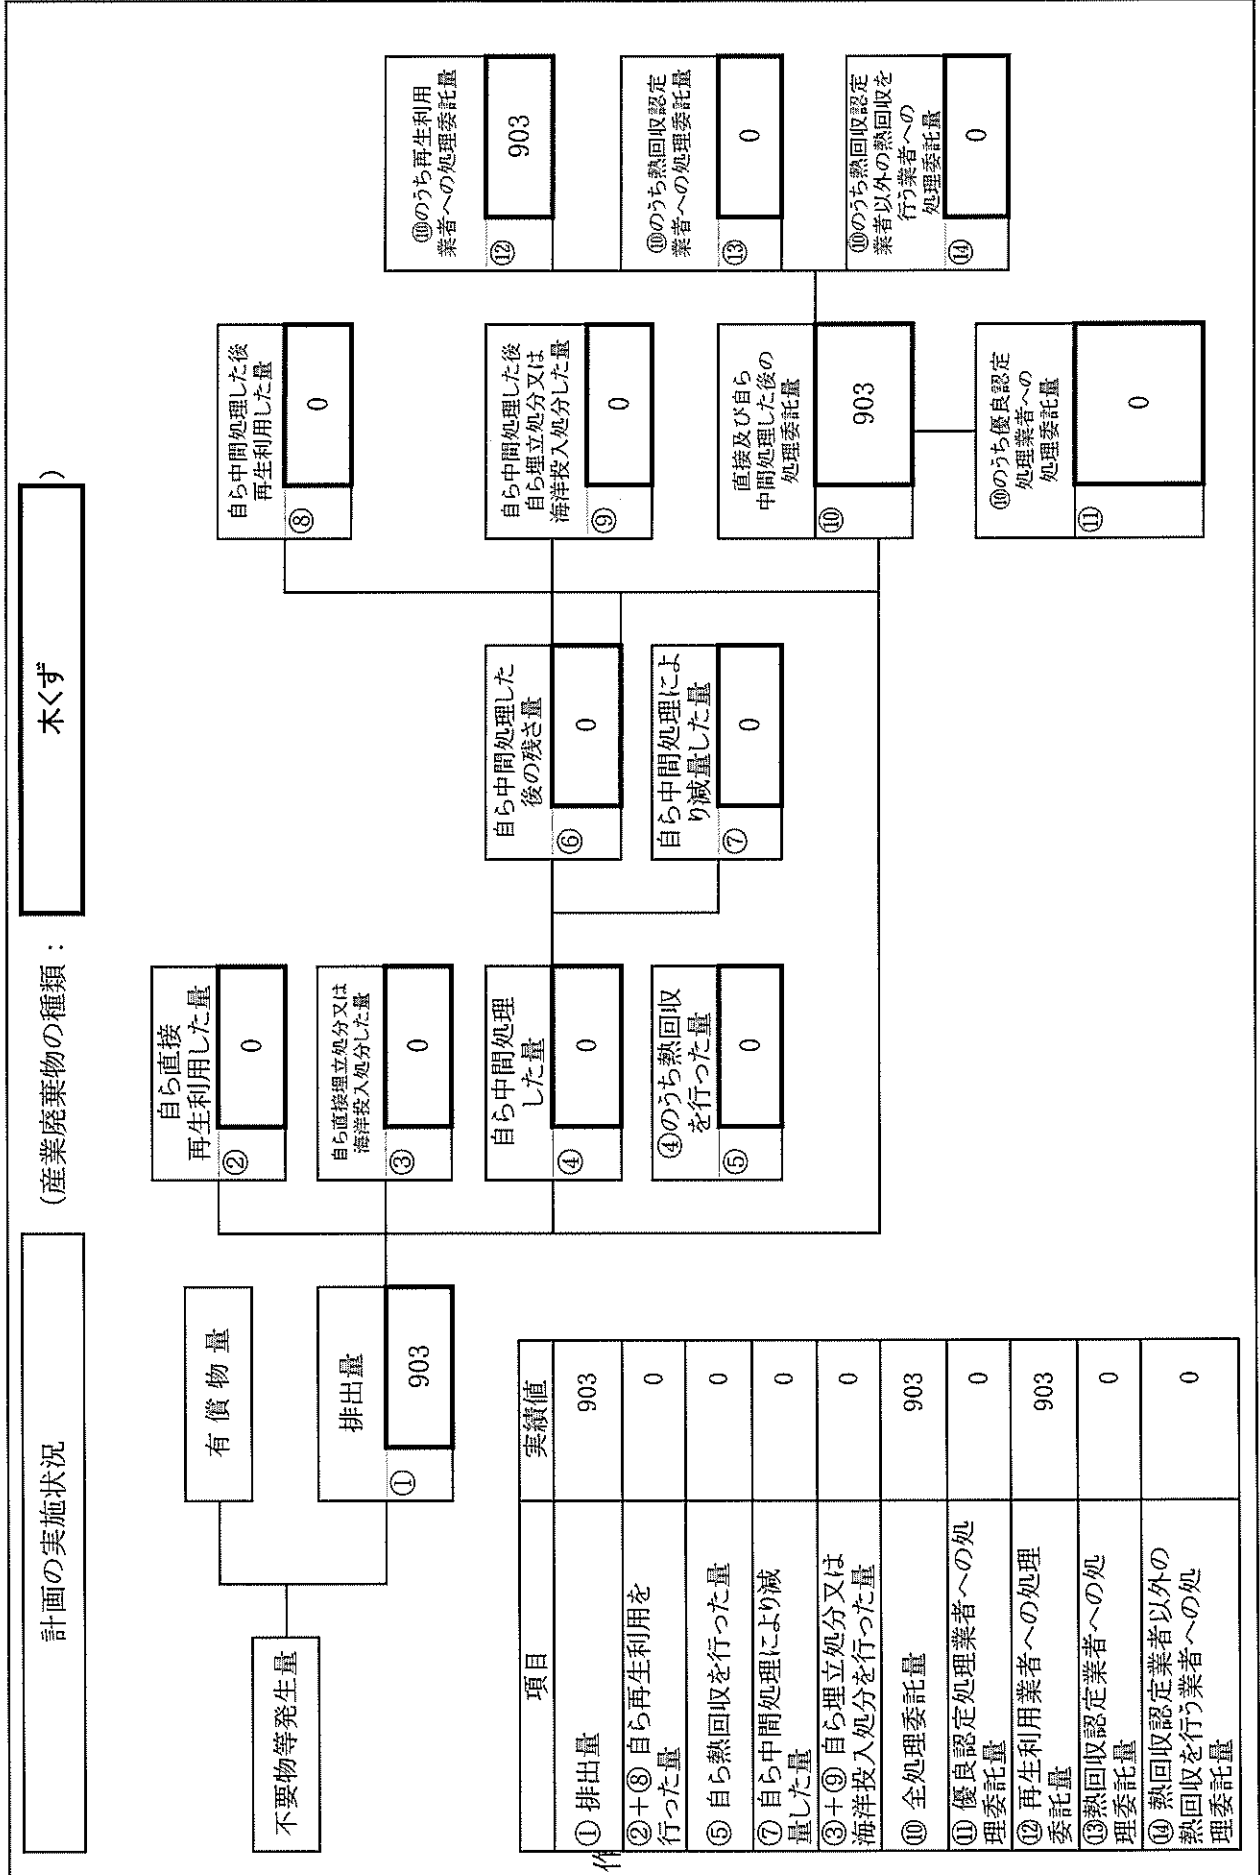 計画の実施状況
（産業廃棄物の種類：
木くず
）
不要物等発生量
有償物量
排出量
①
903
自ら直接
再生利用した量
②
0
自ら直接埋立処分又は
海洋投入処分した量
③
0
自ら中間処理
した量
④
0
④のうち熱回収
を行った量
⑤
0
自ら中間処理した
後の残さ量
⑥
0
自ら中間処理によ
り減量した量
⑦
0
自ら中間処理した後
再生利用した量
⑧
0
自ら中間処理した後
自ら埋立処分又は
海洋投入処分した量
⑨
0
直接及び自ら
中間処理した後の
処理委託量
⑩
903
⑩のうち優良認定
処理業者への
処理委託量
⑪
0
⑩のうち再生利用
業者への処理委託量
⑫
903
⑩のうち熱回収認定
業者への処理委託量
⑬
0
⑩のうち熱回収認定
業者以外の熱回収を
行う業者への
処理委託量
⑭
0
項目
実績値
① 排出量
903
②＋⑧ 自ら再生利用を
行った量
0
⑤ 自ら熱回収を行った量
0
⑦ 自ら中間処理により減
量した量
0
③＋⑨ 自ら埋立処分又は
海洋投入処分を行った量
0
⑩ 全処理委託量
903
⑪ 優良認定処理業者への処
理委託量
0
⑫ 再生利用業者への処理
委託量
903
⑬熱回収認定業者への処
理委託量
0
⑭ 熱回収認定業者以外の
熱回収を行う業者への処
理委託量
0
作